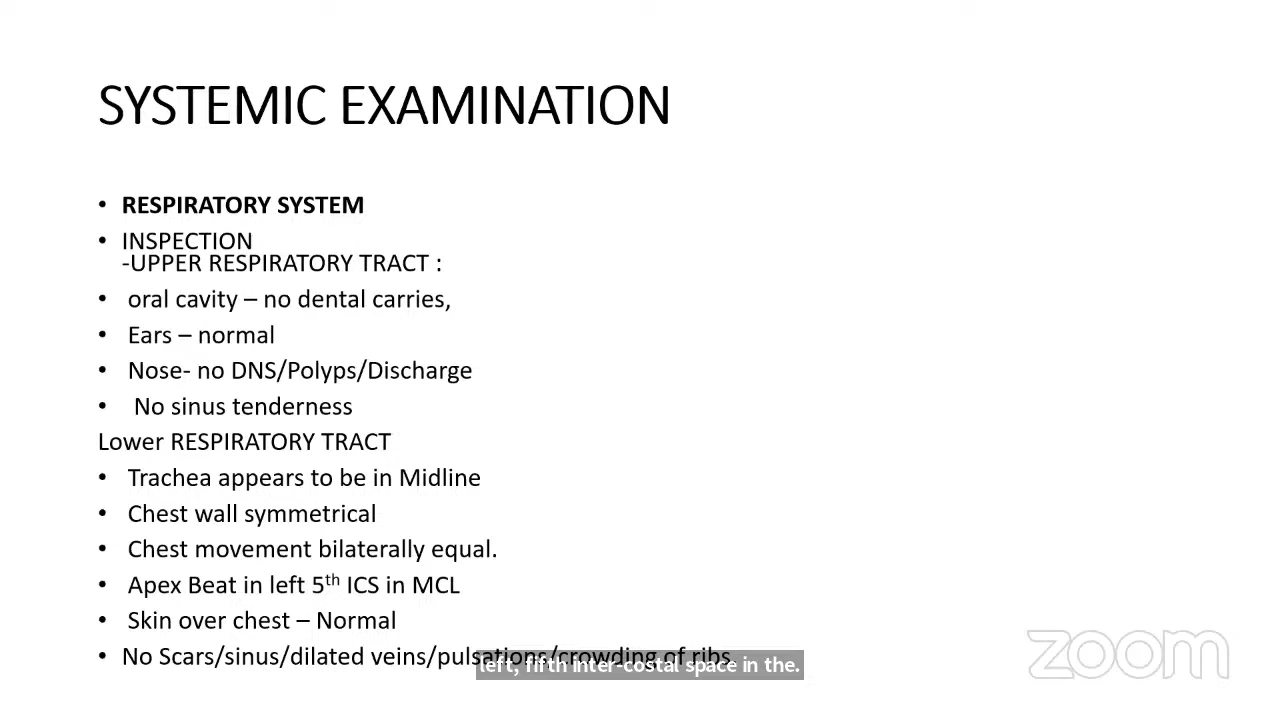 SYSTEMIC EXAMINATION
• RESPIRATORY SYSTEM
• INSPECTION
-UPPER RESPIRATORY TRACT :
• oral cavity – no dental carries,
• Ears – normal
• Nose- no DNS/Polyps/Discharge
• No sinus tenderness
Lower RESPIRATORY TRACT
• Trachea appears to be in Midline
• Chest wall symmetrical
• Chest movement bilaterally equal.
• Apex Beat in left 5th ICS in MCL
• Skin over chest – Normal
• No Scars/sinus/dilated veins/pulsations/crowding of ribs.
left, fifth inter-costal space in the.
zoom